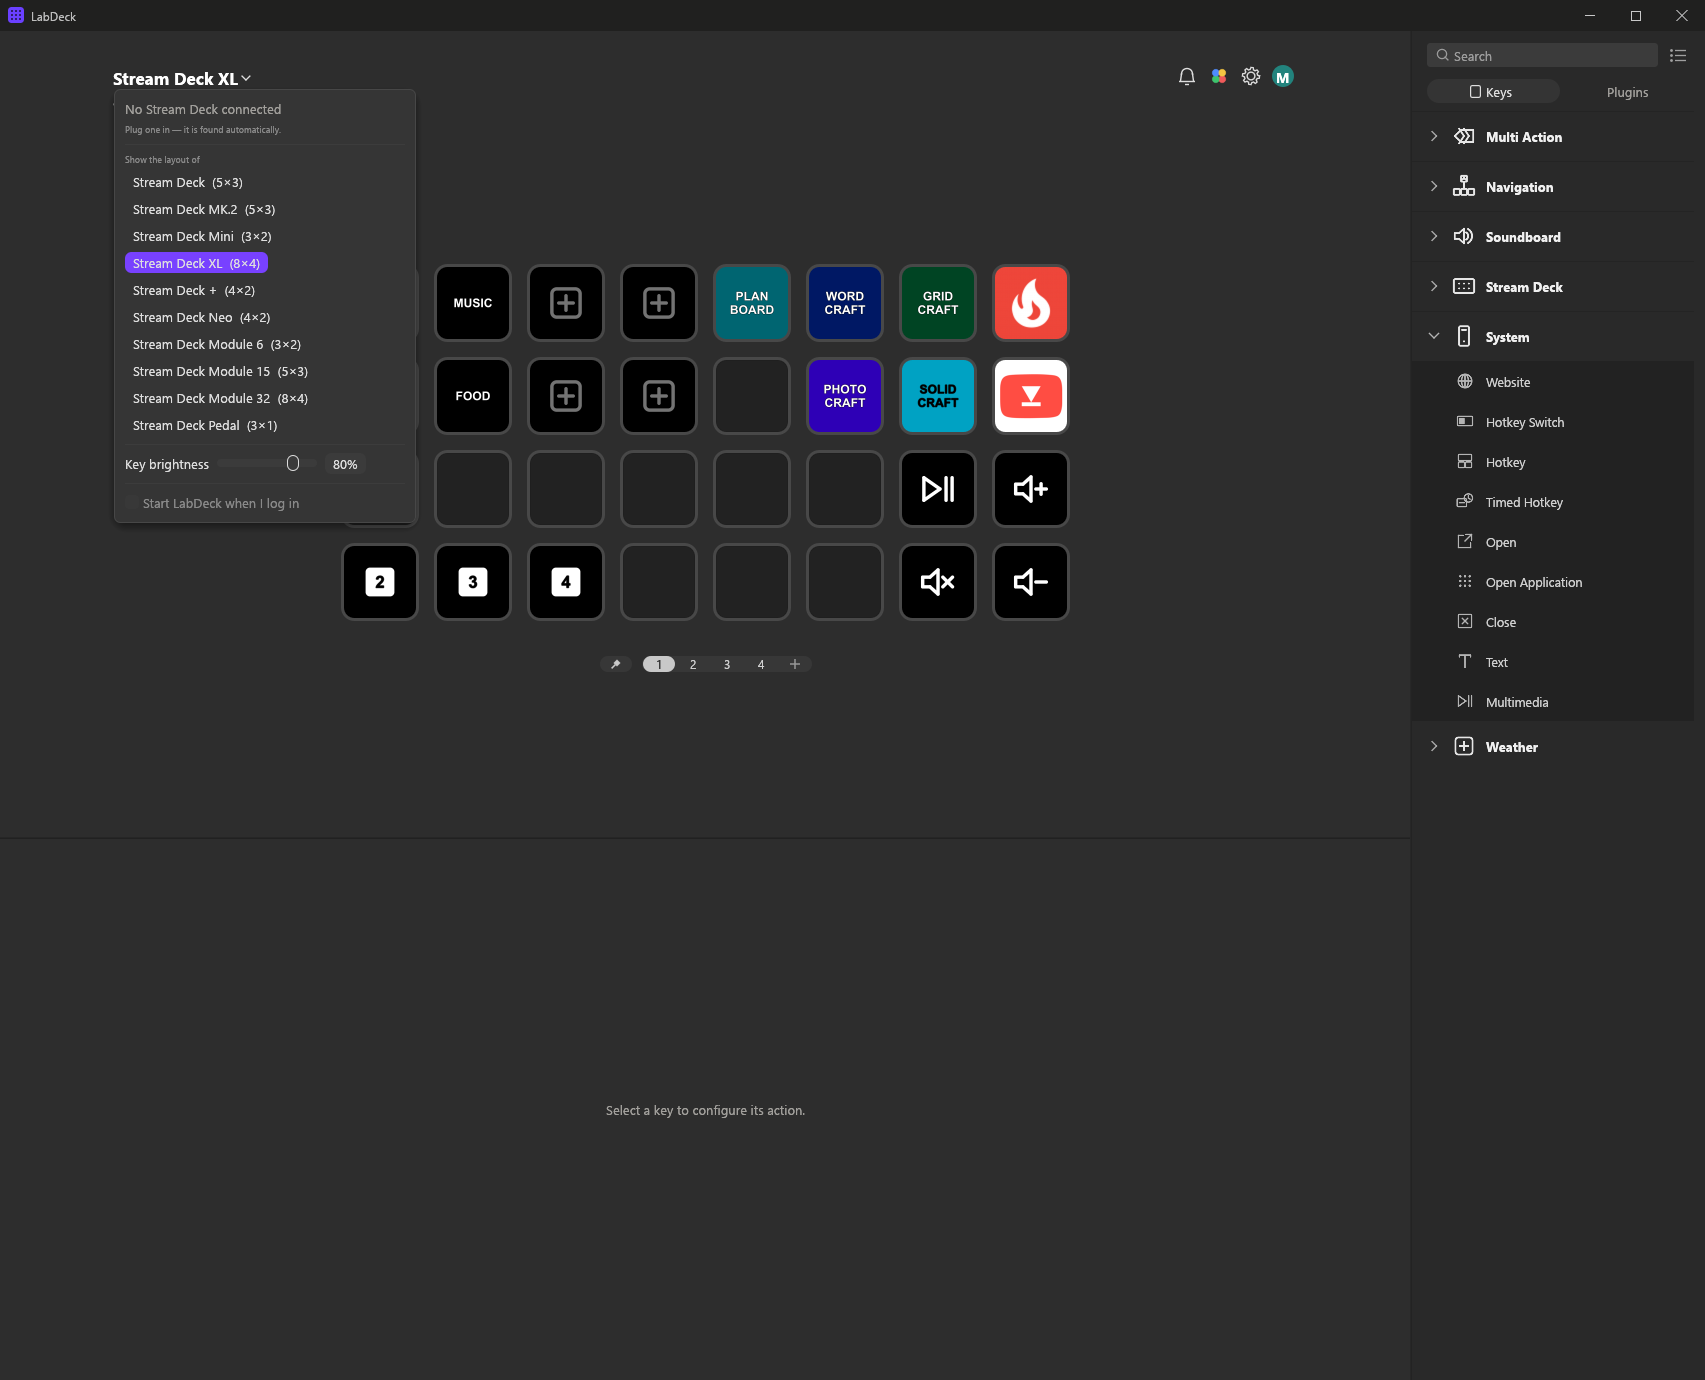 LabDeck
Stream Deck XL
M
No Stream Deck connected
Plug one in — it is found automatically.
Show the layout of
Stream Deck (5×3)
Stream Deck MK.2 (5×3)
Stream Deck Mini (3×2)
Stream Deck XL (8×4)
Stream Deck + (4×2)
Stream Deck Neo (4×2)
Stream Deck Module 6 (3×2)
Stream Deck Module 15 (5×3)
Stream Deck Module 32 (8×4)
Stream Deck Pedal (3×1)
Key brightness 80%
Start LabDeck when I log in
MUSIC
PLAN
BOARD
WORD
CRAFT
GRID
CRAFT
FOOD
PHOTO
CRAFT
SOLID
CRAFT
2 3 4
1 2 3 4
Select a key to configure its action.
Search
Keys Plugins
Multi Action
Navigation
Soundboard
Stream Deck
System
Website
Hotkey Switch
Hotkey
Timed Hotkey
Open
Open Application
Close
Text
Multimedia
Weather